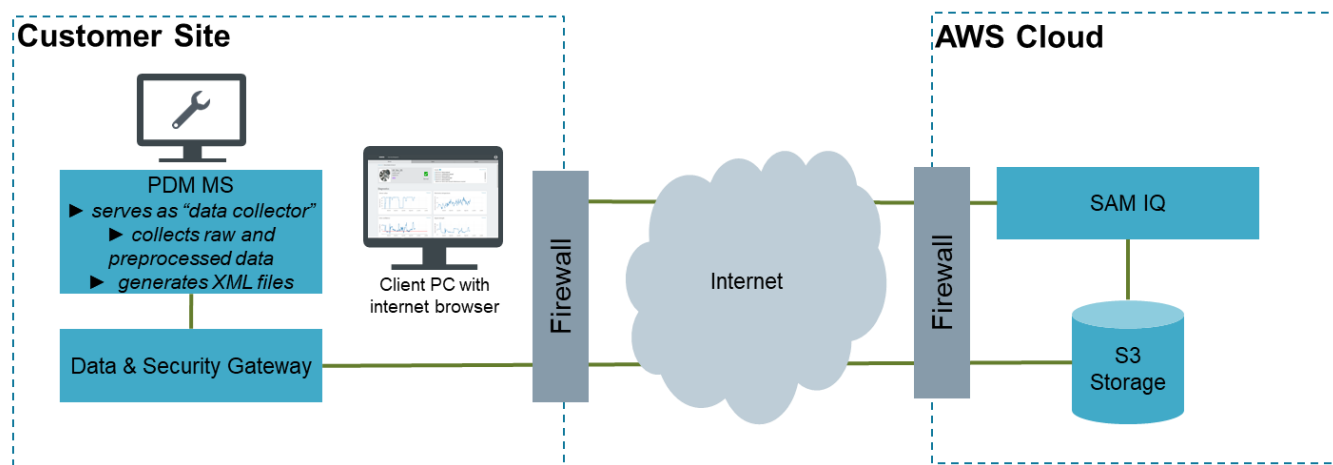 Customer Site
AWS Cloud
PDM MS
► serves as “data collector”
► collects raw and
preprocessed data
► generates XML files
Client PC with
internet browser
Data & Security Gateway
Firewall
Internet
Firewall
SAM IQ
S3
Storage